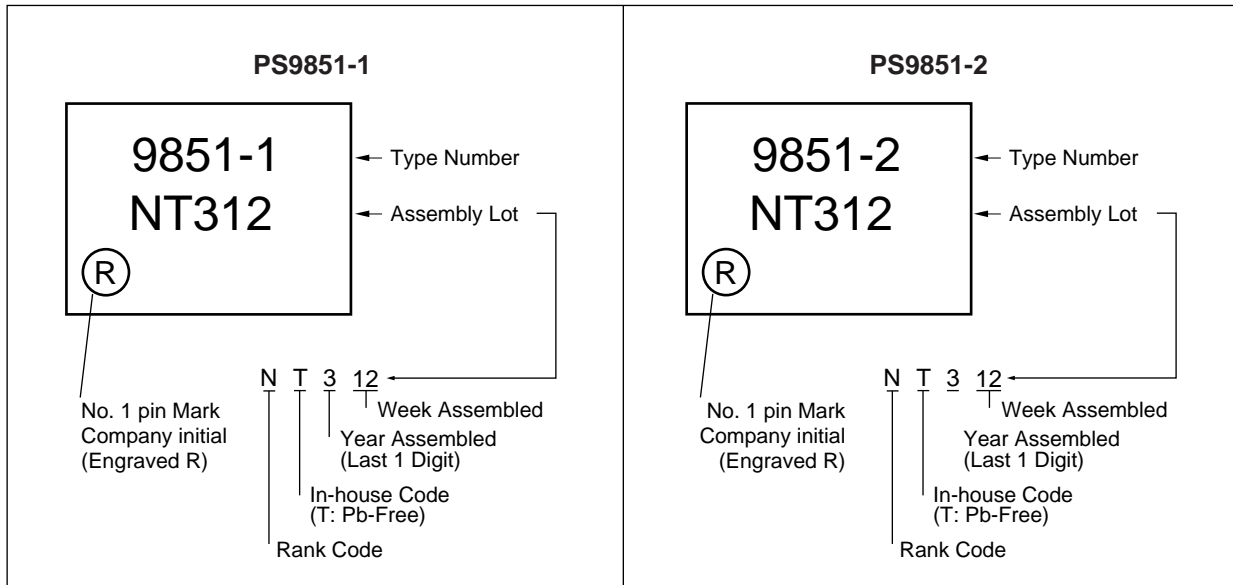 PS9851-1
9851-1
Type Number
NT312
Assembly Lot
R
N T 3 12
No. 1 pin Mark
Company initial
(Engraved R)
Week Assembled
Year Assembled
(Last 1 Digit)
In-house Code
(T: Pb-Free)
Rank Code
PS9851-2
9851-2
Type Number
NT312
Assembly Lot
R
N T 3 12
No. 1 pin Mark
Company initial
(Engraved R)
Week Assembled
Year Assembled
(Last 1 Digit)
In-house Code
(T: Pb-Free)
Rank Code